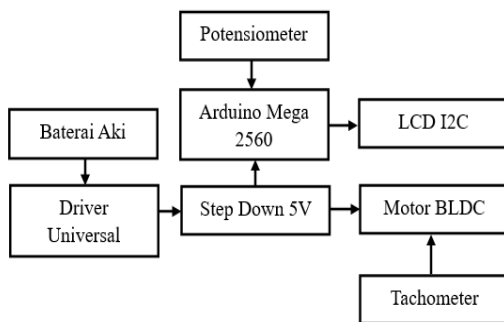 Potensiometer
Arduino Mega
2560
LCD I2C
Baterai Aki
Driver
Universal
Step Down 5V
Motor BLDC
Tachometer